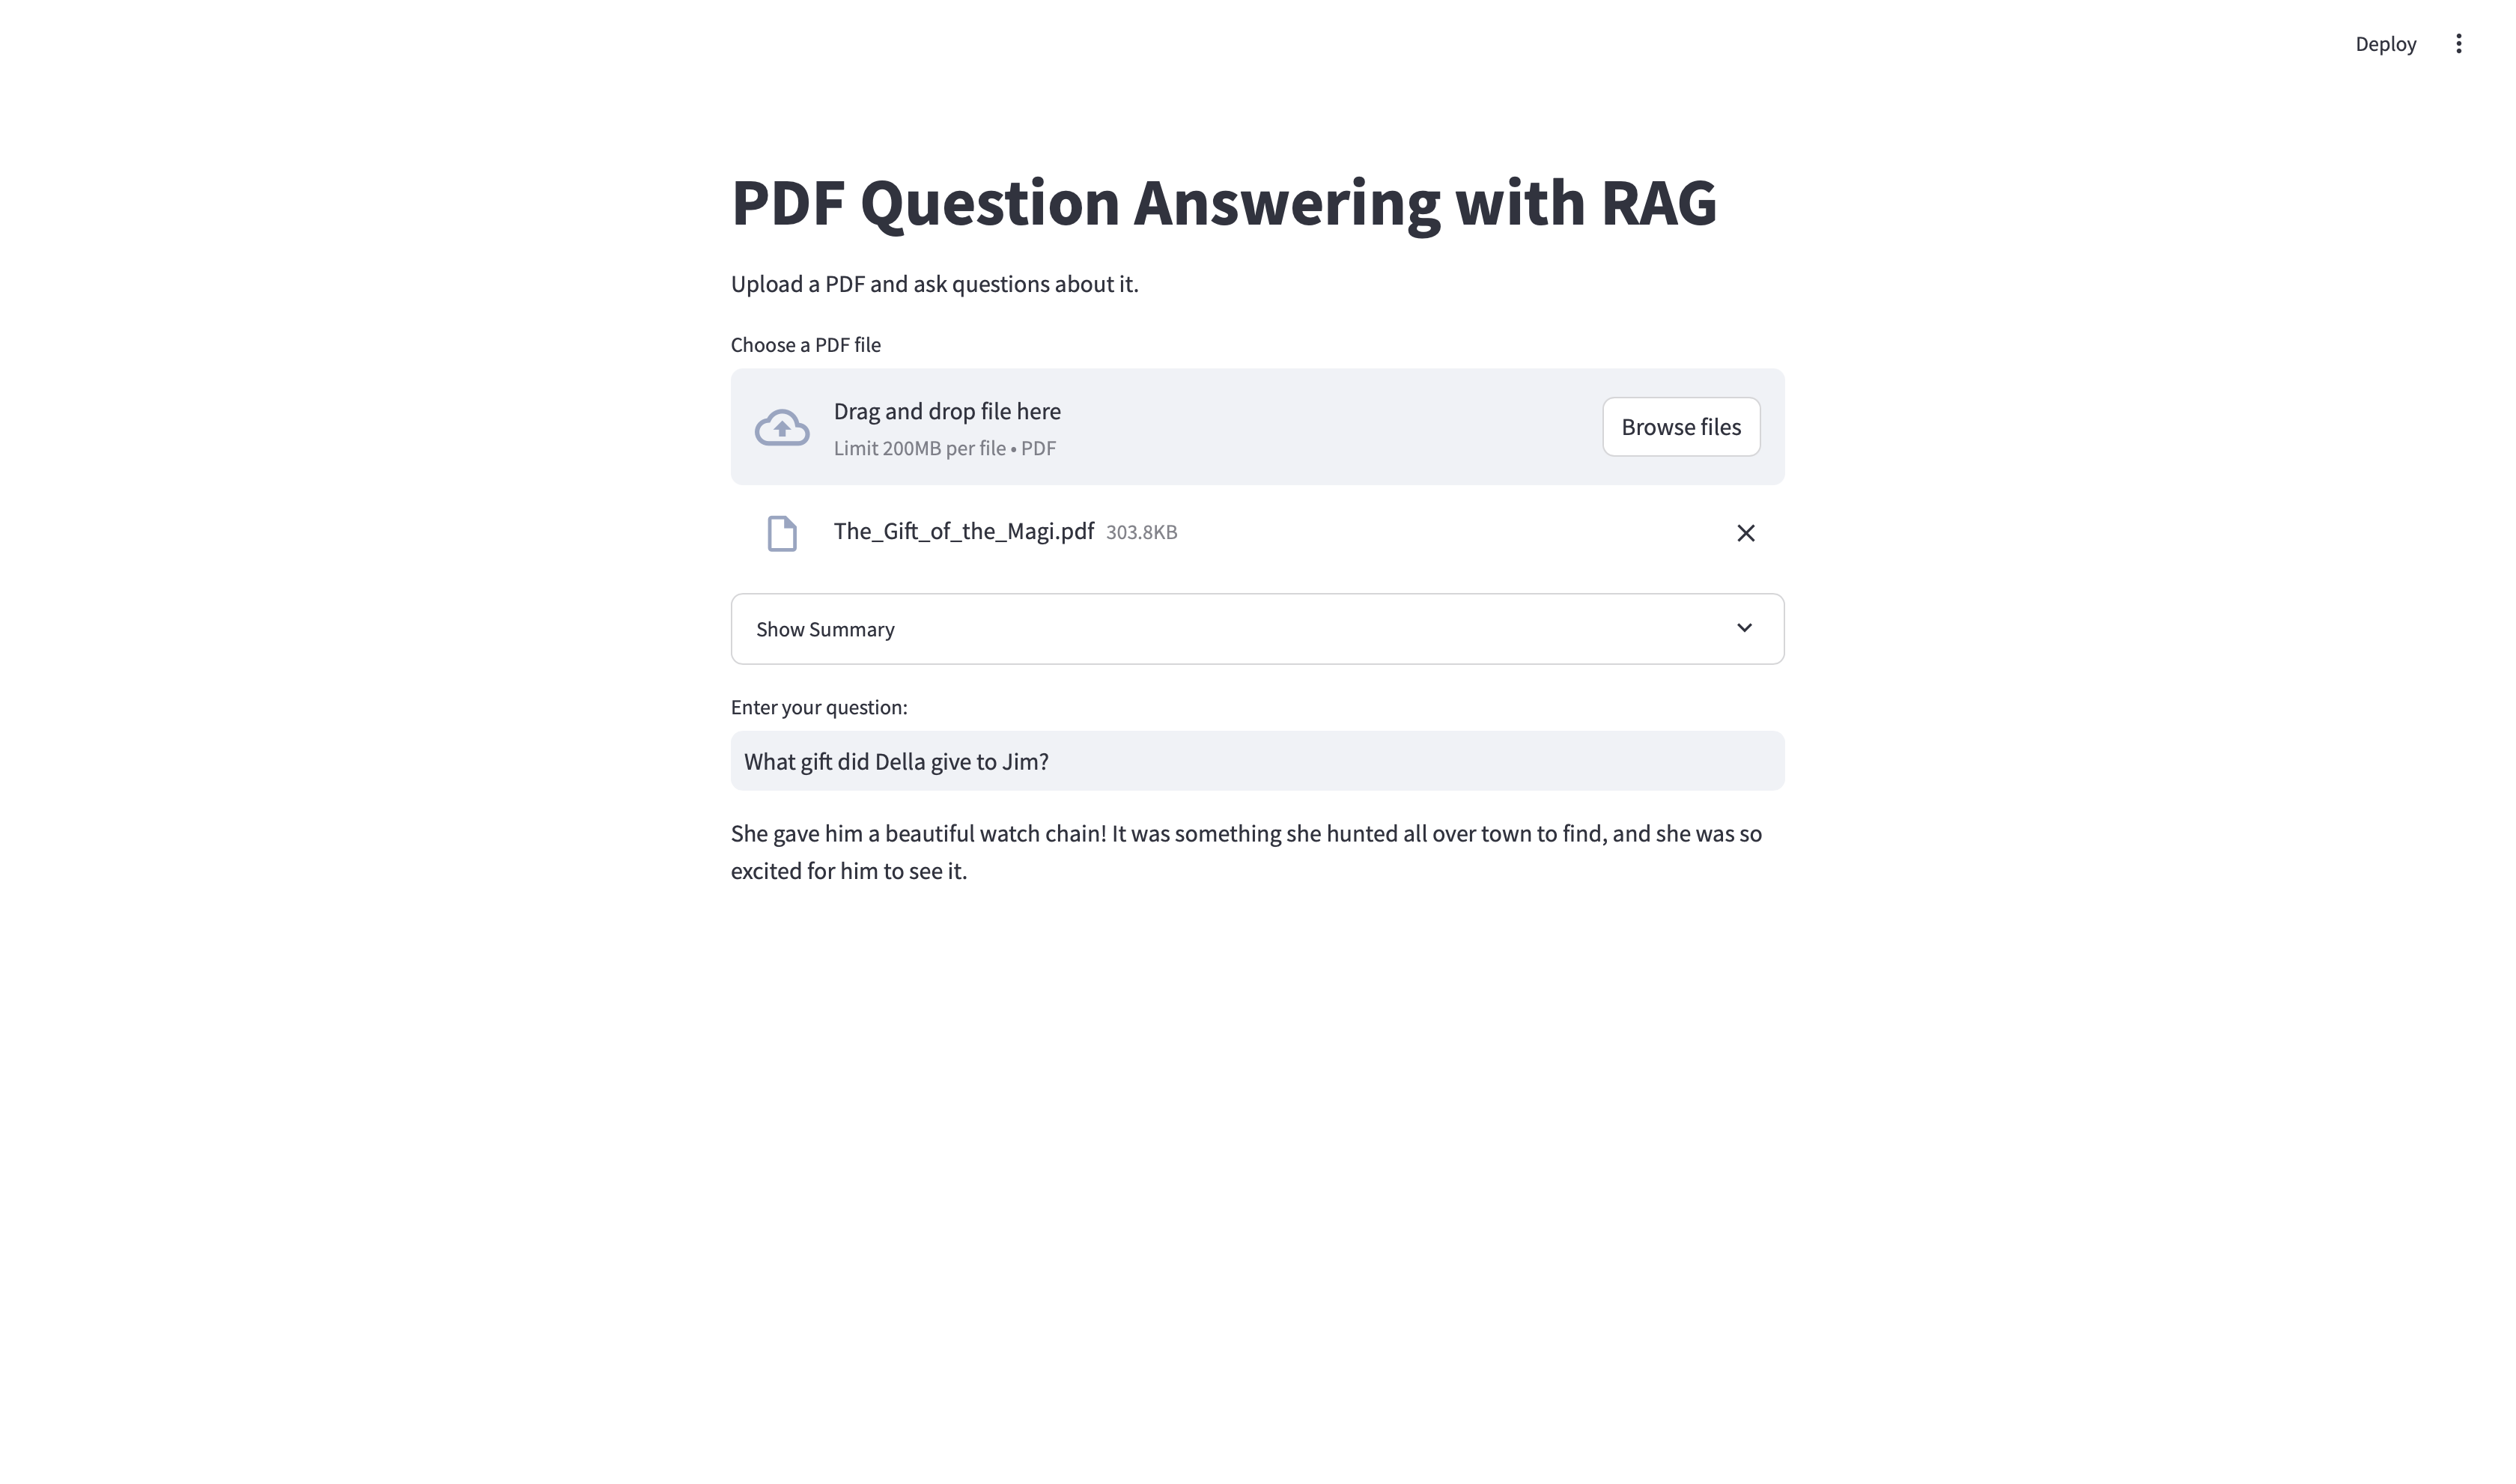 Deploy
PDF Question Answering with RAG
Upload a PDF and ask questions about it.
Choose a PDF file
Drag and drop file here
Limit 200MB per file • PDF
Browse files
The_Gift_of_the_Magi.pdf 303.8KB
Show Summary
Enter your question:
What gift did Della give to Jim?
She gave him a beautiful watch chain! It was something she hunted all over town to find, and she was so
excited for him to see it.